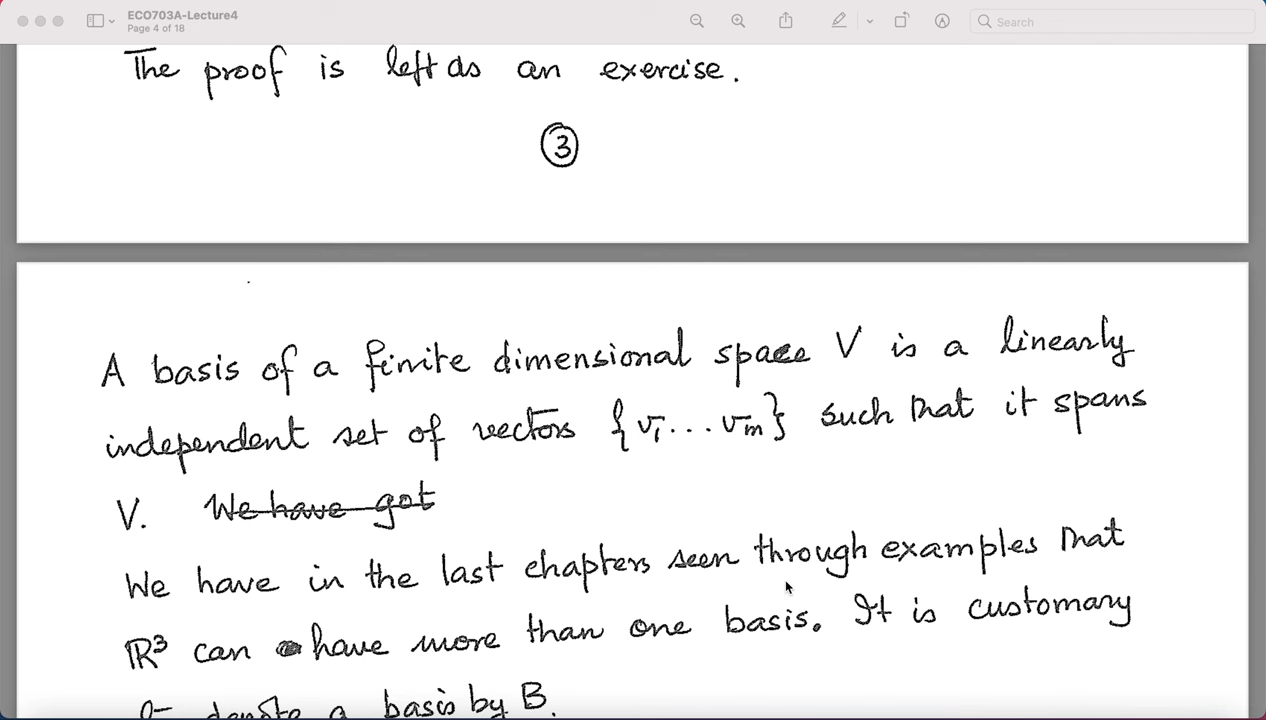 ECO703A-Lecture4
Page 4 of 18
Search
The proof is left as an exercise.
3
A basis of a finite dimensional space V is a linearly
independent set of vectors {v₁...vₘ} such that it spans
V. We have got
We have in the last chapters seen through examples that
ℝ³ can have more than one basis. It is customary
denote a basis by B.